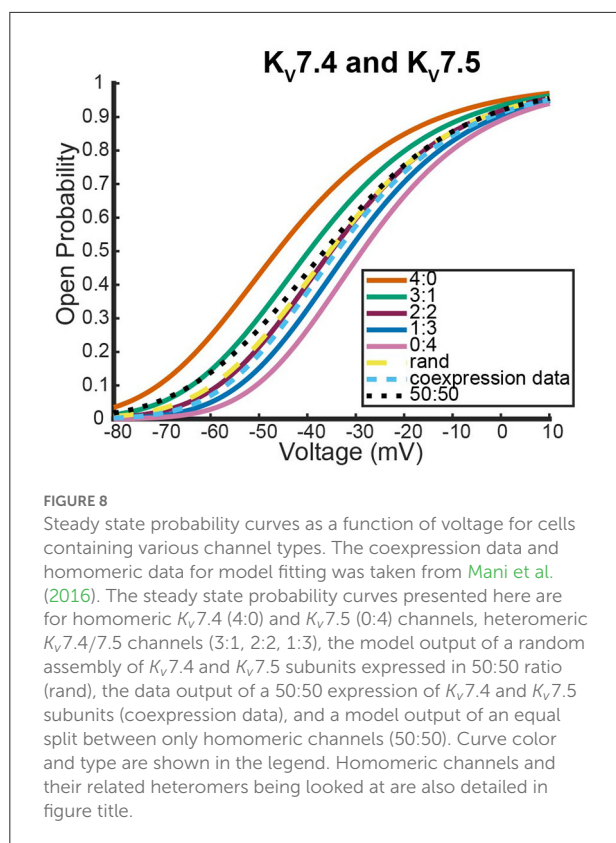 K_V7.4 and K_V7.5
1
0.9
0.8
0.7
0.6
0.5
0.4
0.3
0.2
0.1
0
Open Probability
4:0
3:1
2:2
1:3
0:4
rand
coexpression data
50:50
-80 -70 -60 -50 -40 -30 -20 -10 0 10
Voltage (mV)
FIGURE 8
Steady state probability curves as a function of voltage for cells
containing various channel types. The coexpression data and
homomeric data for model fitting was taken from Mani et al.
(2016). The steady state probability curves presented here are
for homomeric K_v7.4 (4:0) and K_v7.5 (0:4) channels, heteromeric
K_v7.4/7.5 channels (3:1, 2:2, 1:3), the model output of a random
assembly of K_v7.4 and K_v7.5 subunits expressed in 50:50 ratio
(rand), the data output of a 50:50 expression of K_v7.4 and K_v7.5
subunits (coexpression data), and a model output of an equal
split between only homomeric channels (50:50). Curve color
and type are shown in the legend. Homomeric channels and
their related heteromers being looked at are also detailed in
figure title.